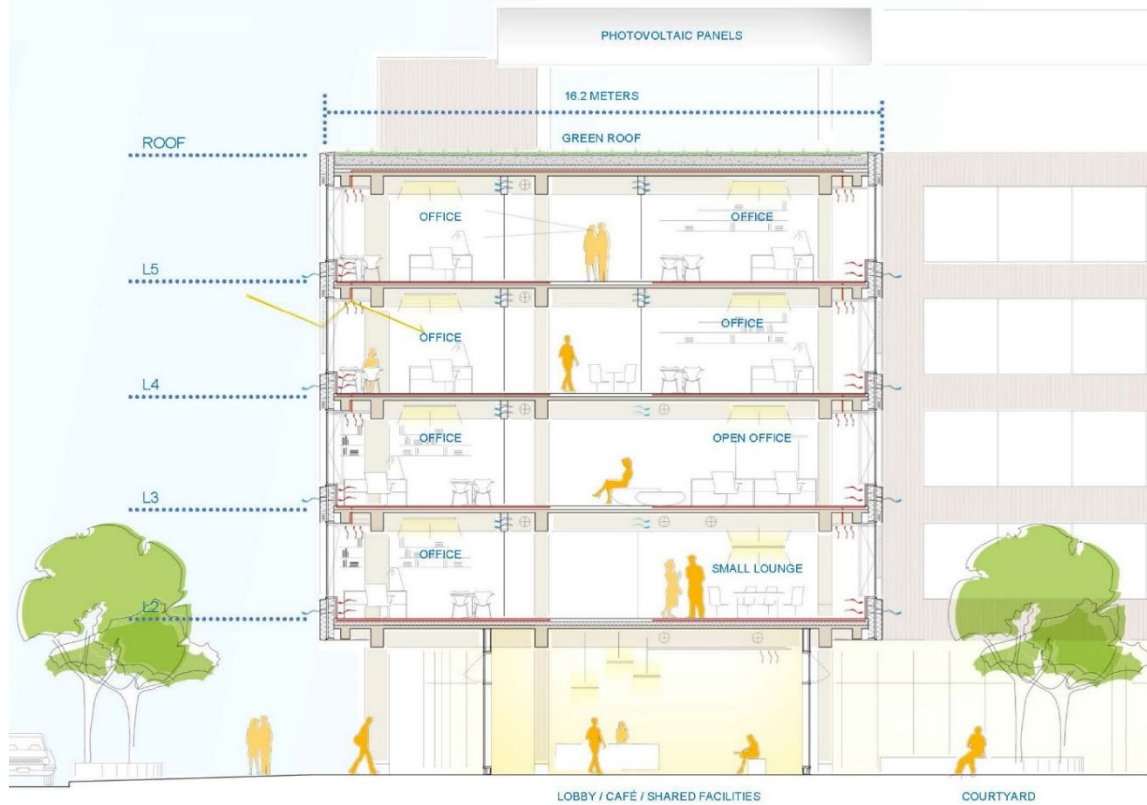 PHOTOVOLTAIC PANELS
16.2 METERS
ROOF
GREEN ROOF
OFFICE
OFFICE
L5
OFFICE
OFFICE
L4
OFFICE
OPEN OFFICE
L3
OFFICE
SMALL LOUNGE
L2
LOBBY / CAFÉ / SHARED FACILITIES
COURTYARD